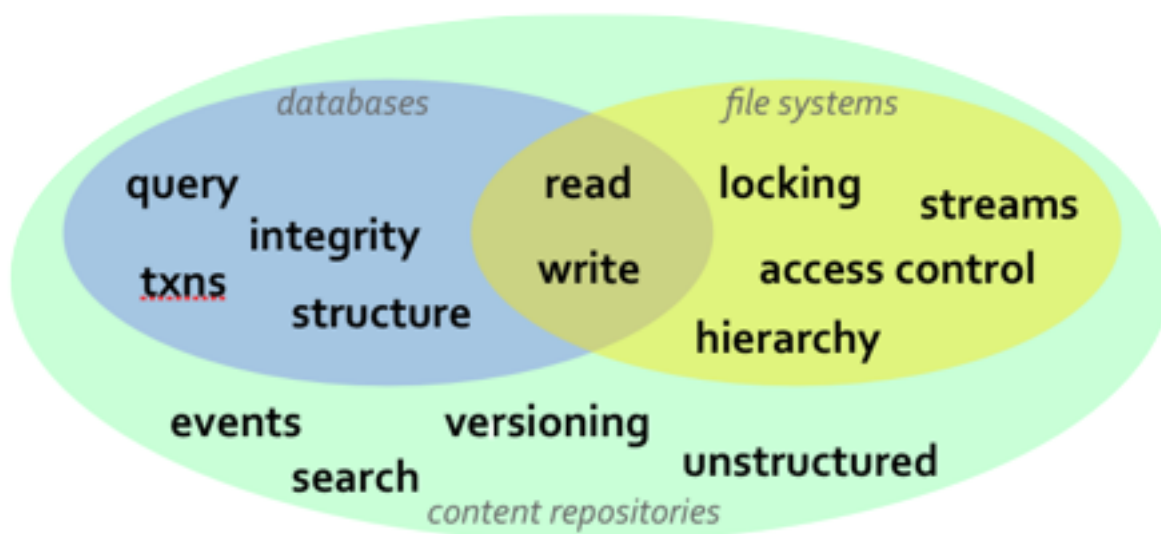 databases
file systems
query
integrity
txns
structure
read
write
locking
streams
access control
hierarchy
events
versioning
search
unstructured
content repositories